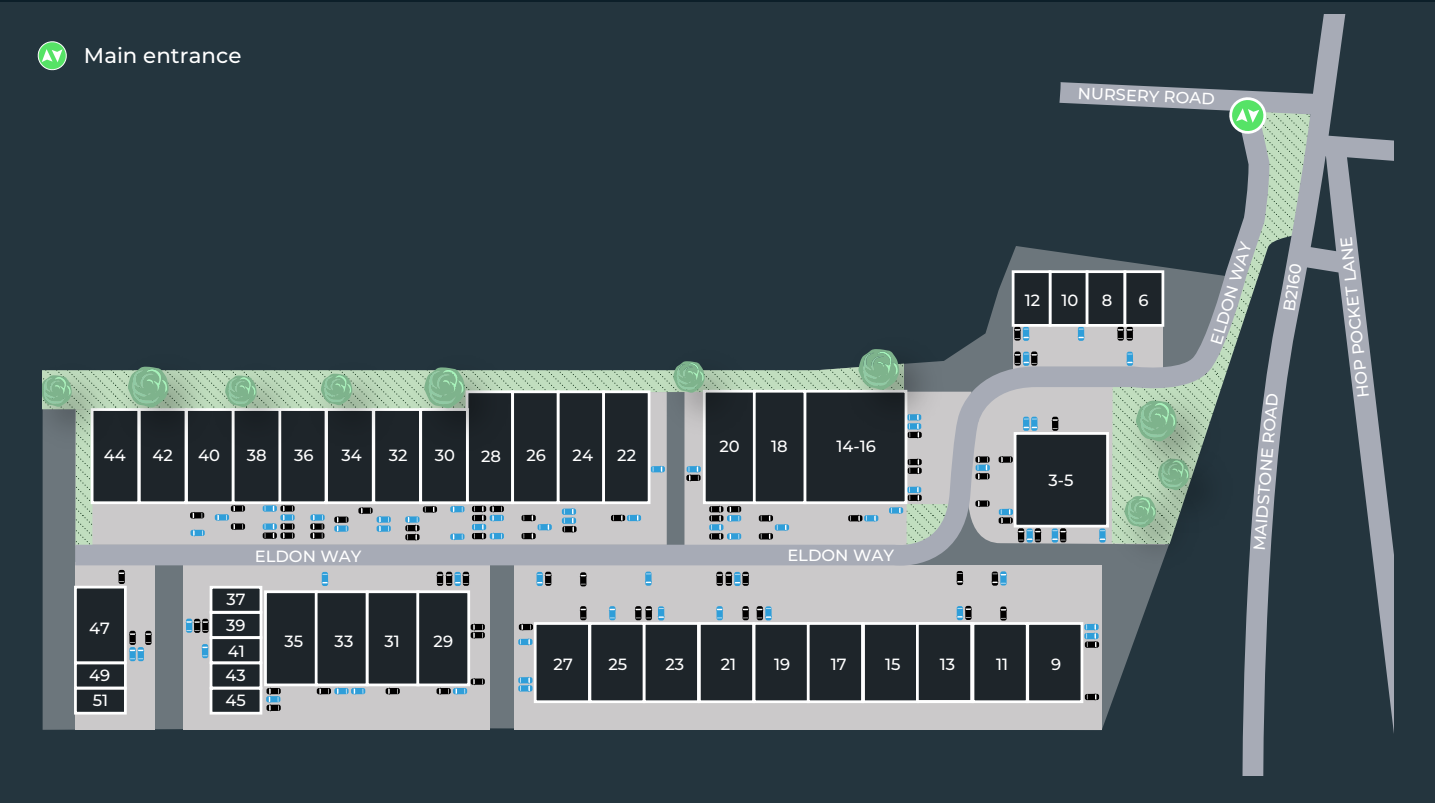 Main entrance
NURSERY ROAD
ELDON WAY
B2160
HOP POCKET LANE
MAIDSTONE ROAD
12 10 8 6
44 42 40 38 36 34 32 30 28 26 24 22
20 18 14-16
3-5
ELDON WAY
ELDON WAY
47
49
51
37
39
41
43
45
35 33 31 29
27 25 23 21 19 17 15 13 11 9